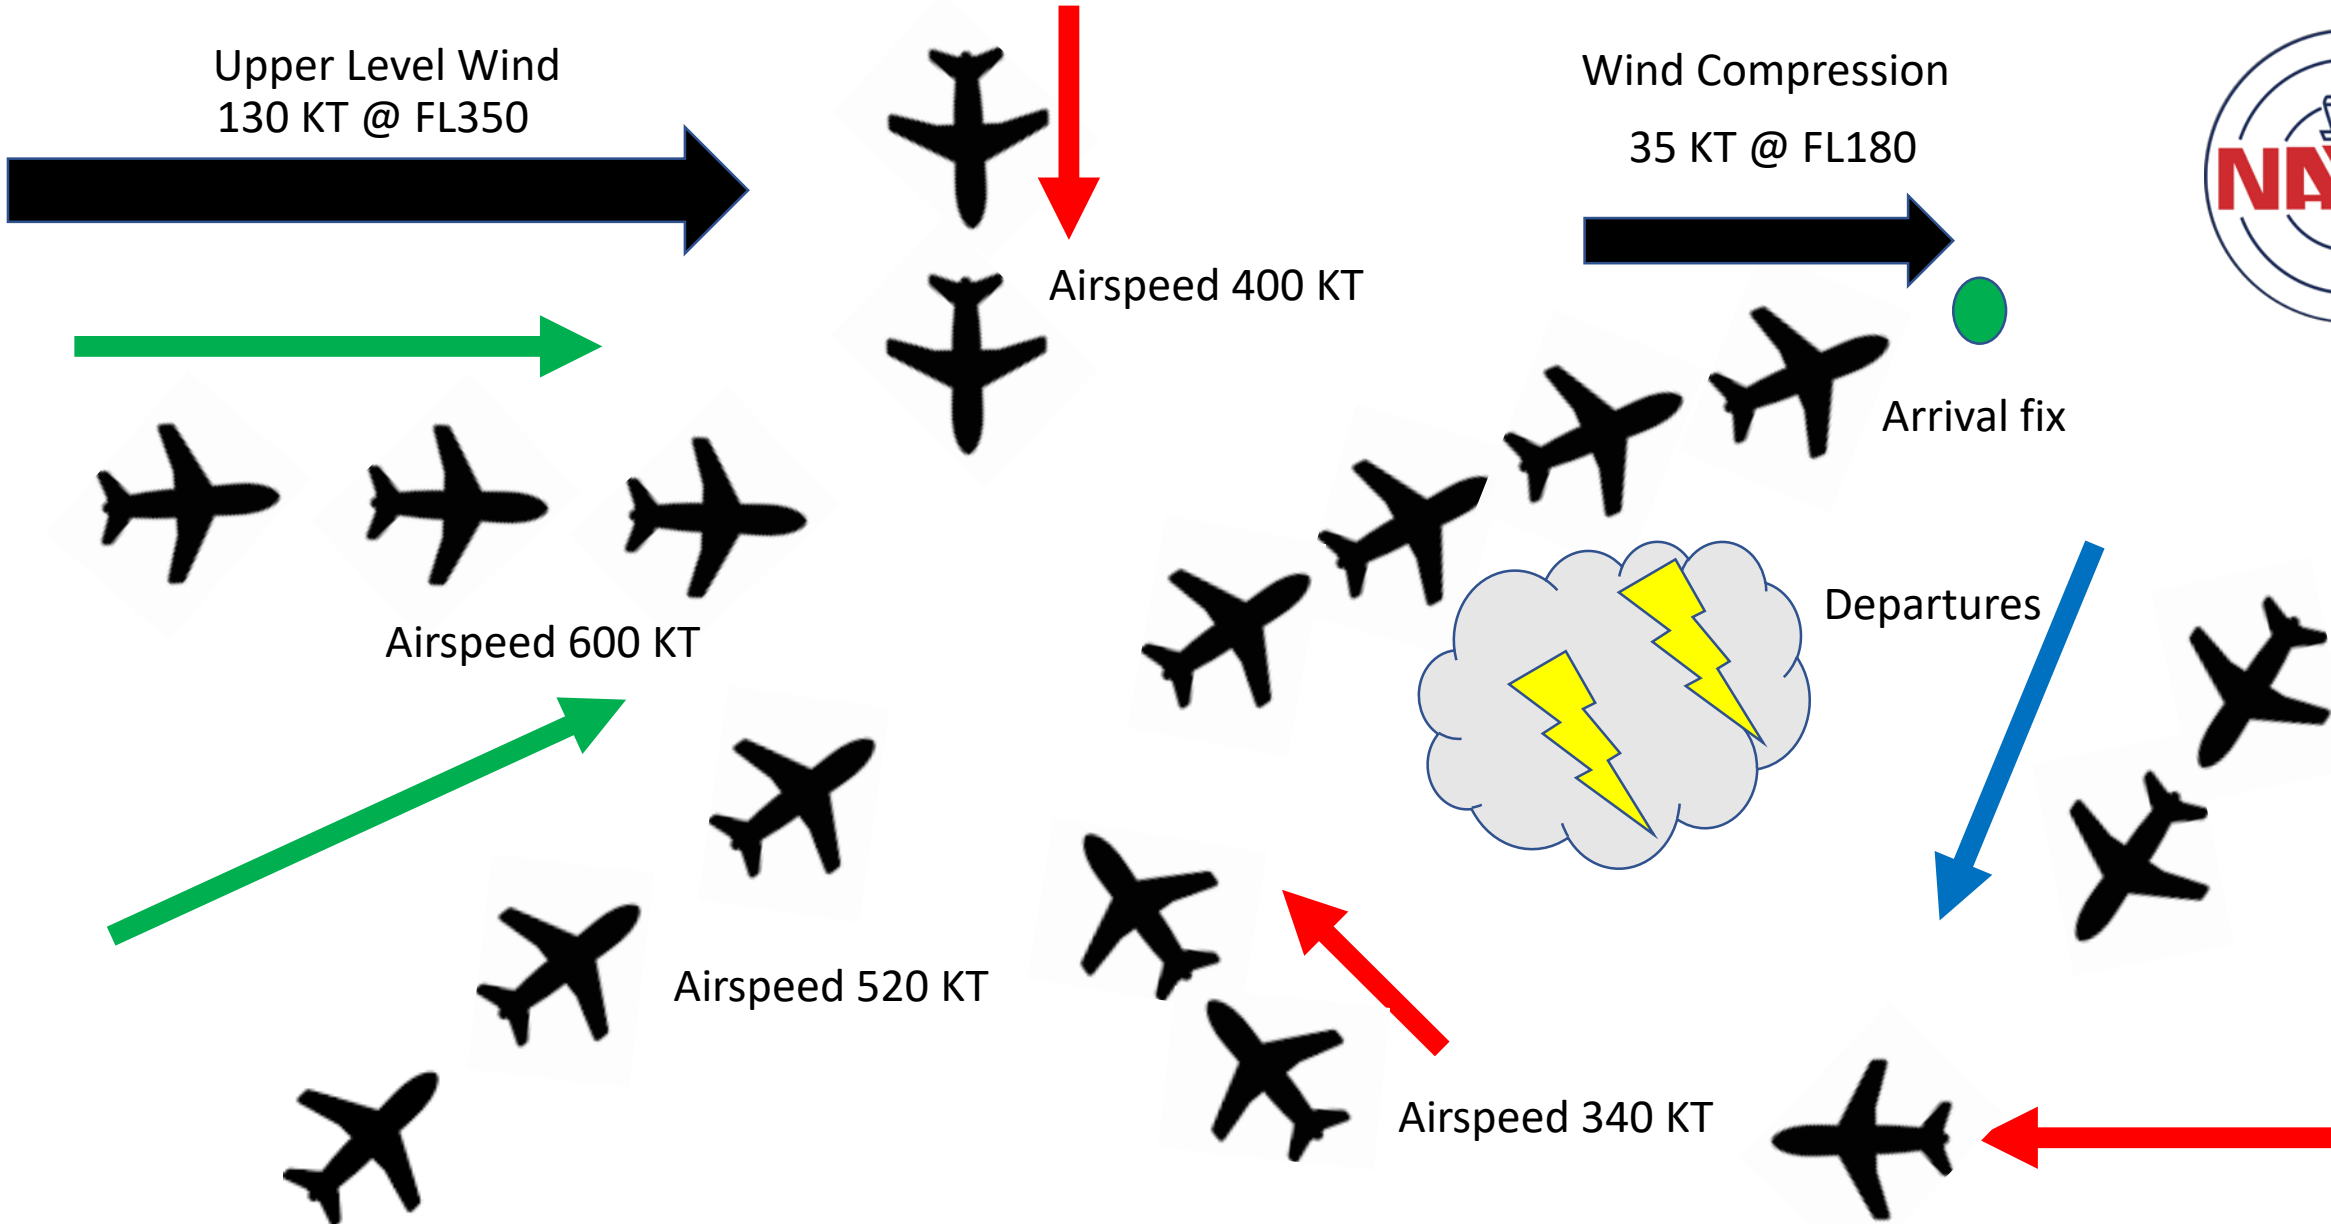 Upper Level Wind
130 KT @ FL350
Wind Compression
35 KT @ FL180
Airspeed 400 KT
Arrival fix
Departures
Airspeed 600 KT
Airspeed 520 KT
Airspeed 340 KT